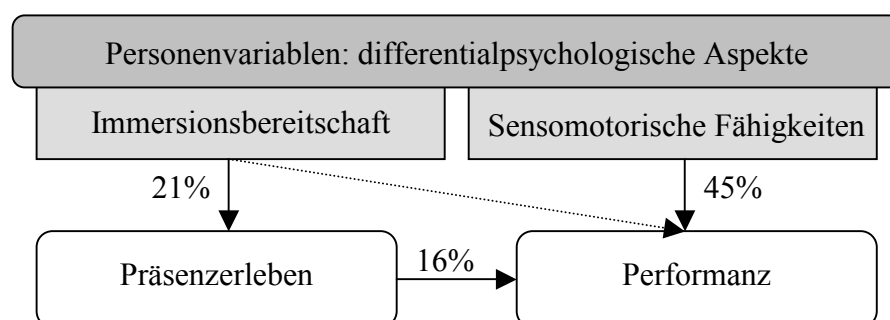 Personenvariablen: differentialpsychologische Aspekte
Immersionsbereitschaft
Sensomotorische Fähigkeiten
21%
45%
Präsenzerleben
16%
Performanz